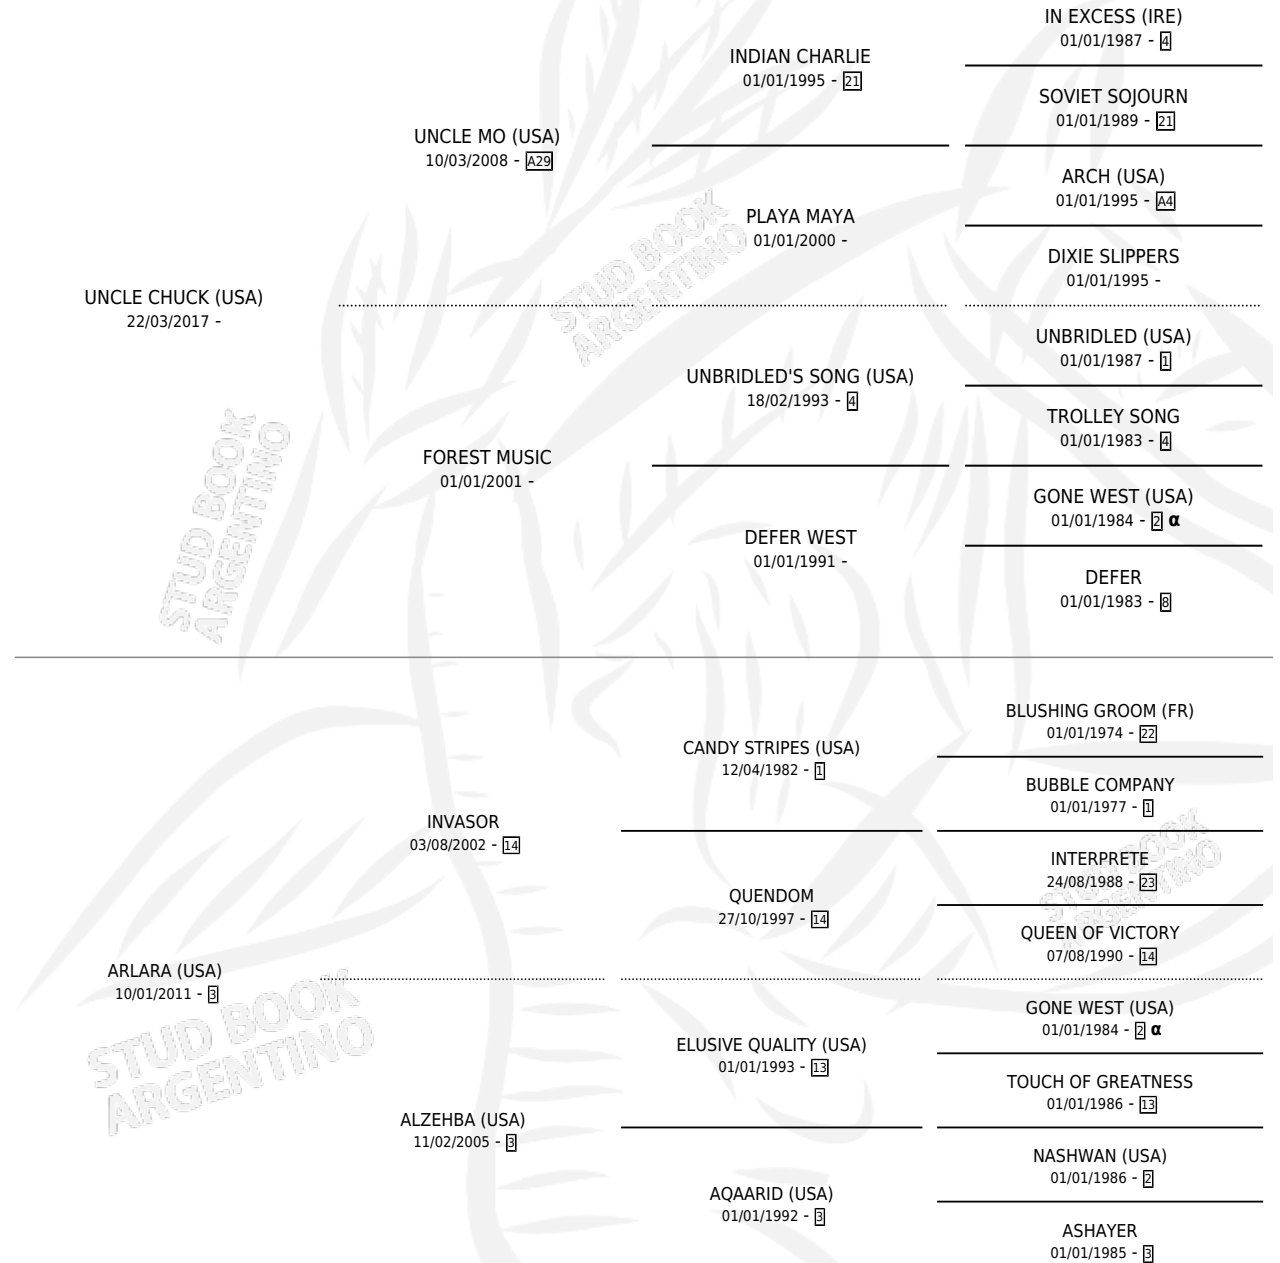 IN EXCESS (IRE)
01/01/1987 - 4
INDIAN CHARLIE
01/01/1995 - 21
SOVIET SOJOURN
01/01/1989 - 21
UNCLE MO (USA)
10/03/2008 - A29
ARCH (USA)
01/01/1995 - A4
PLAYA MAYA
01/01/2000 -
DIXIE SLIPPERS
01/01/1995 -
UNCLE CHUCK (USA)
22/03/2017 -
UNBRIDLED (USA)
01/01/1987 - 1
UNBRIDLED'S SONG (USA)
18/02/1993 - 4
TROLLEY SONG
01/01/1983 - 4
FOREST MUSIC
01/01/2001 -
GONE WEST (USA)
01/01/1984 - 2 α
DEFER WEST
01/01/1991 -
DEFER
01/01/1983 - 8
BLUSHING GROOM (FR)
01/01/1974 - 22
CANDY STRIPES (USA)
12/04/1982 - 1
BUBBLE COMPANY
01/01/1977 - 1
INVASOR
03/08/2002 - 14
INTERPRETE
24/08/1988 - 23
QUENDOM
27/10/1997 - 14
QUEEN OF VICTORY
07/08/1990 - 14
ARLARA (USA)
10/01/2011 - 3
GONE WEST (USA)
01/01/1984 - 2 α
ELUSIVE QUALITY (USA)
01/01/1993 - 13
TOUCH OF GREATNESS
01/01/1986 - 13
ALZEHBA (USA)
11/02/2005 - 3
NASHWAN (USA)
01/01/1986 - 2
AQAARID (USA)
01/01/1992 - 3
ASHAYER
01/01/1985 - 3
STUD BOOK
ARGENTINO
STUD BOOK
ARGENTINO
STUD BOOK
ARGENTINO
STUD BOOK
ARGENTINO